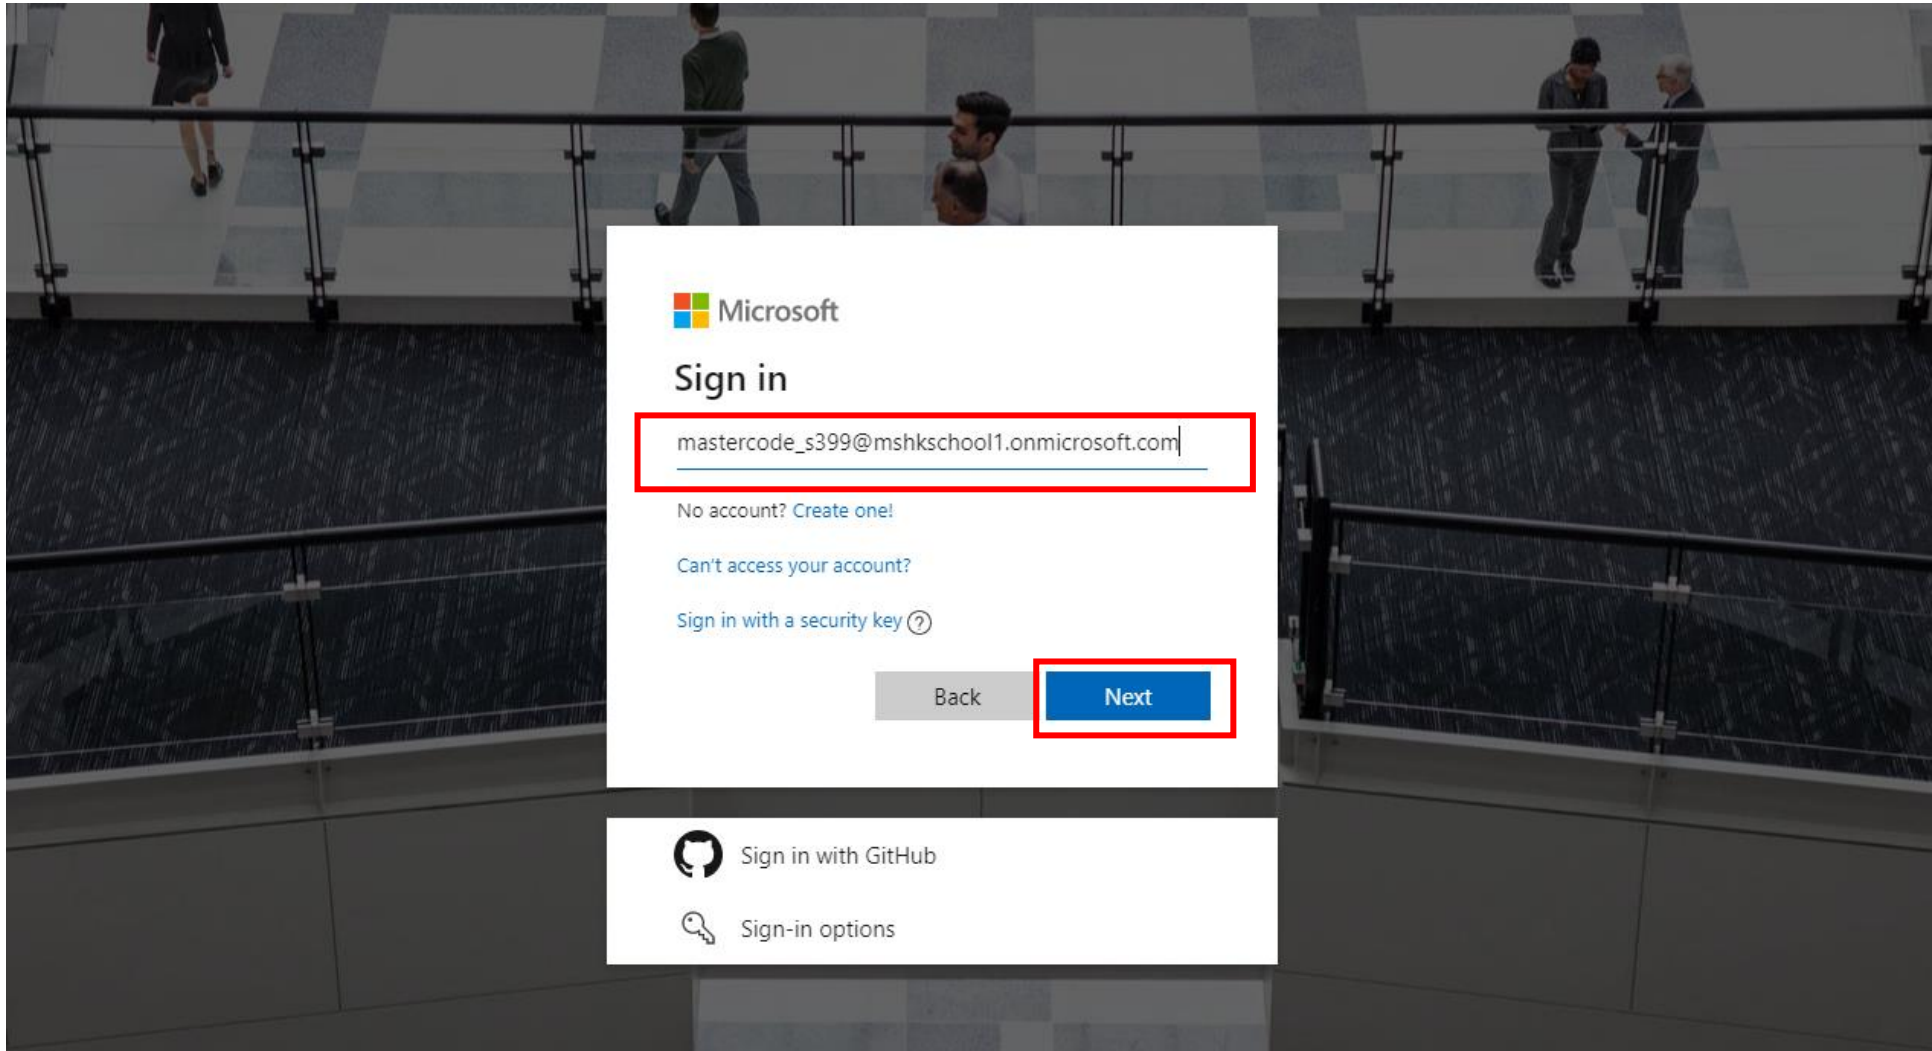 Microsoft
Sign in
mastercode_s399@mshkschool1.onmicrosoft.com
No account? Create one!
Can't access your account?
Sign in with a security key ?
Back Next
Sign in with GitHub
Sign-in options